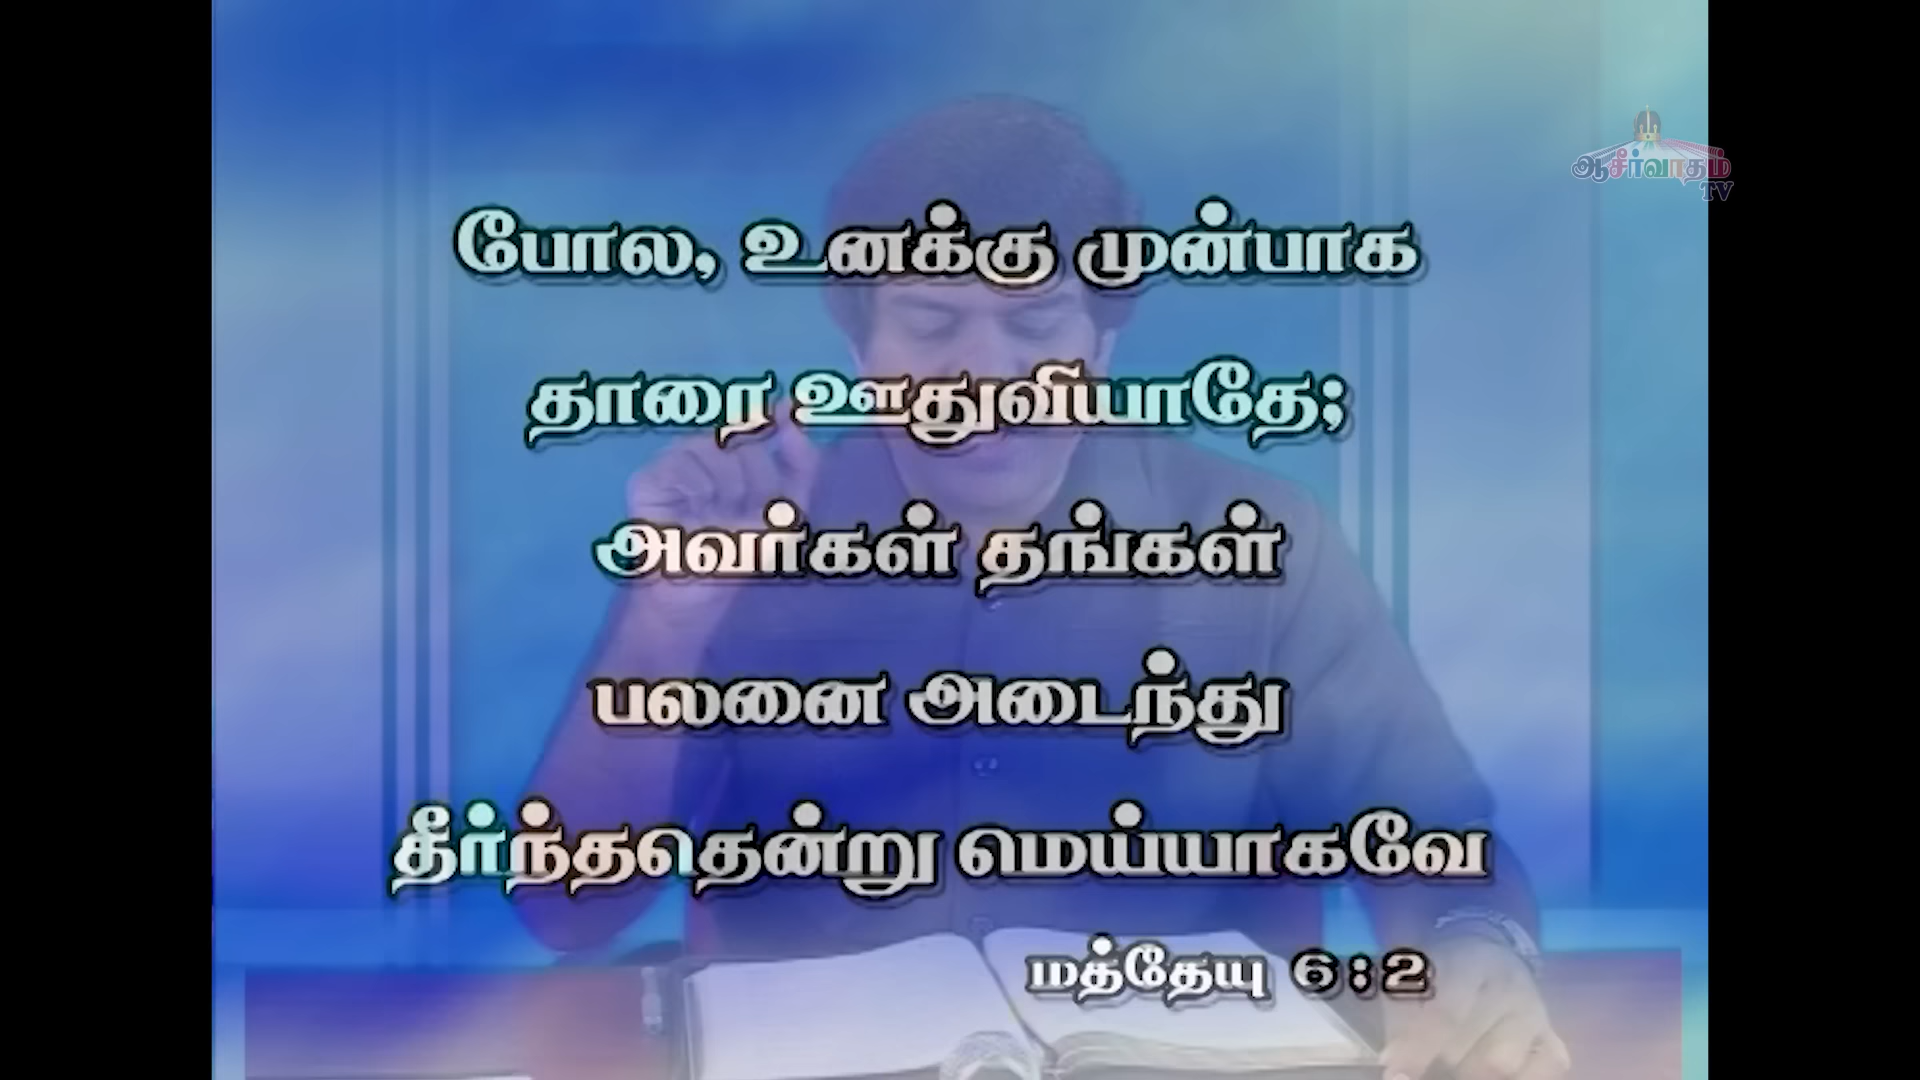 ஆசீர்வாதம்
TV
போல, உனக்கு முன்பாக
தாரை ஊதுவியாதே;
அவர்கள் தங்கள்
பலனை அடைந்து
தீர்ந்ததென்று மெய்யாகவே
மத்தேயு 6:2